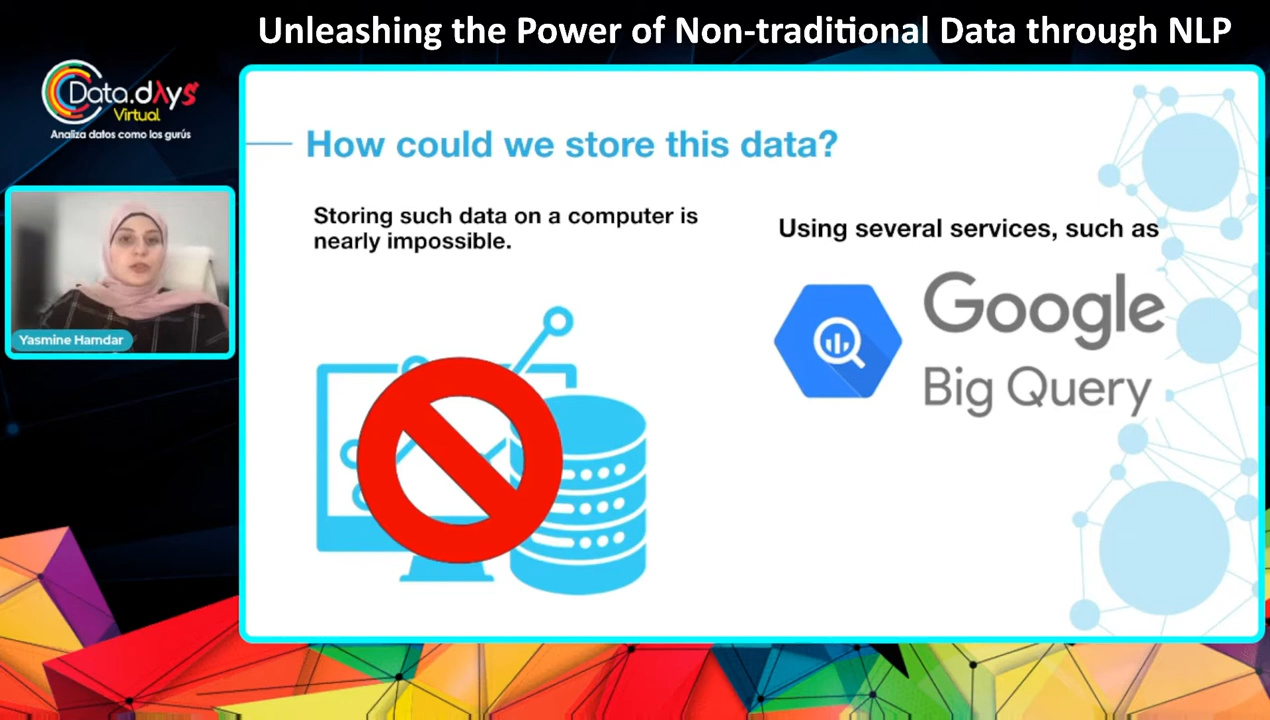 Unleashing the Power of Non-traditional Data through NLP
Data.dλys
Virtual
Analiza datos como los gurús
How could we store this data?
Storing such data on a computer is
nearly impossible.
Using several services, such as
Google
Big Query
Yasmine Hamdar